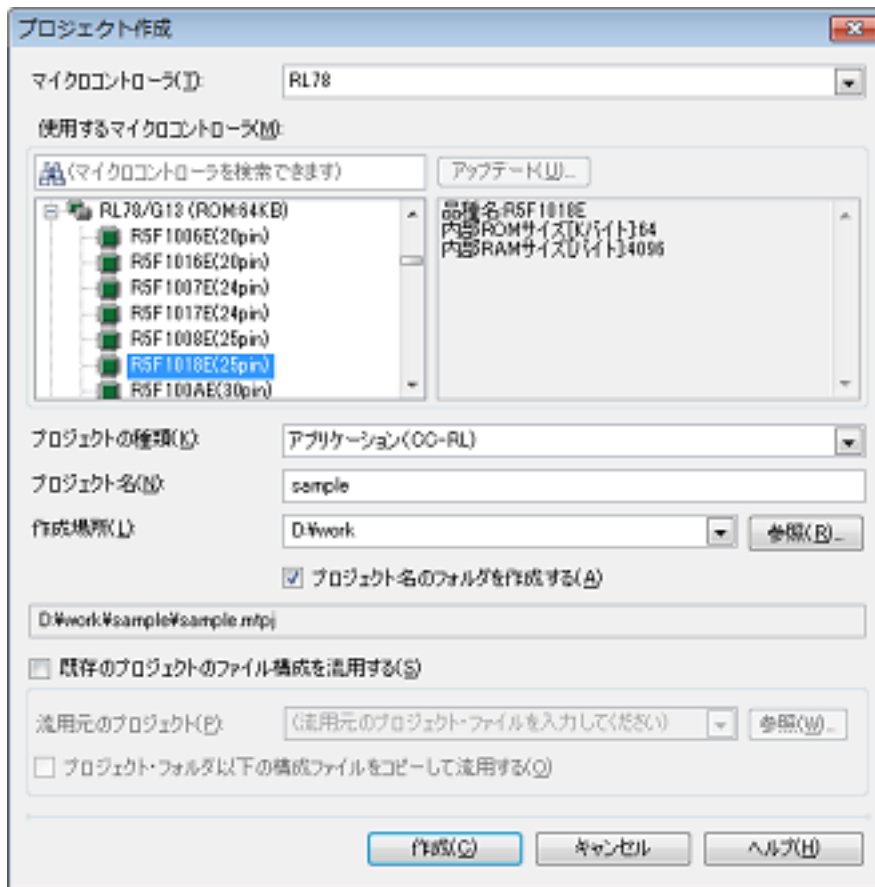 プロジェクト作成
マイクロコントローラ(T): RL78
使用するマイクロコントローラ(M):
(マイクロコントローラを検索できます) アップデート(U)...
RL78/G13 (ROM:64KB)
R5F1006E(20pin)
R5F1016E(20pin)
R5F1007E(24pin)
R5F1017E(24pin)
R5F1008E(25pin)
R5F1018E(25pin)
R5F100AE(30pin)
品種名:R5F1018E
内部ROMサイズ[Kバイト]:64
内部RAMサイズ[バイト]:4096
プロジェクトの種類(K): アプリケーション(CC-RL)
プロジェクト名(N): sample
作成場所(L): D:¥work 参照(R)...
プロジェクト名のフォルダを作成する(A)
D:¥work¥sample¥sample.mtpj
既存のプロジェクトのファイル構成を流用する(S)
流用元のプロジェクト(P): (流用元のプロジェクト・ファイルを入力してください) 参照(W)...
プロジェクト・フォルダ以下の構成ファイルをコピーして流用する(O)
作成(C) キャンセル ヘルプ(H)